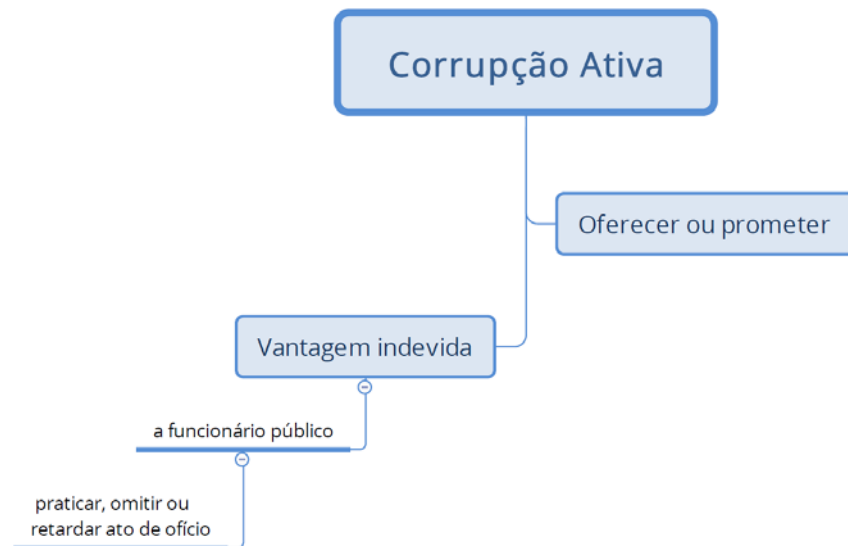 Corrupção Ativa
Oferecer ou prometer
Vantagem indevida
a funcionário público
praticar, omitir ou
retardar ato de ofício